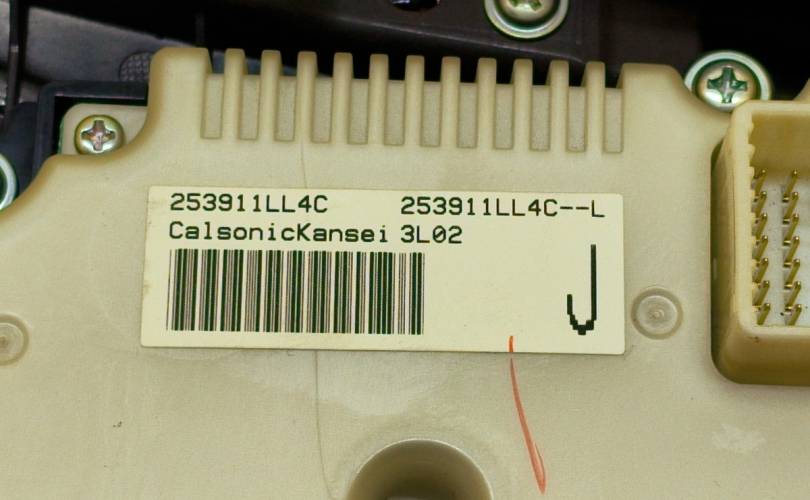 253911LL4C 253911LL4C--L
CalsonicKansei 3L02
J